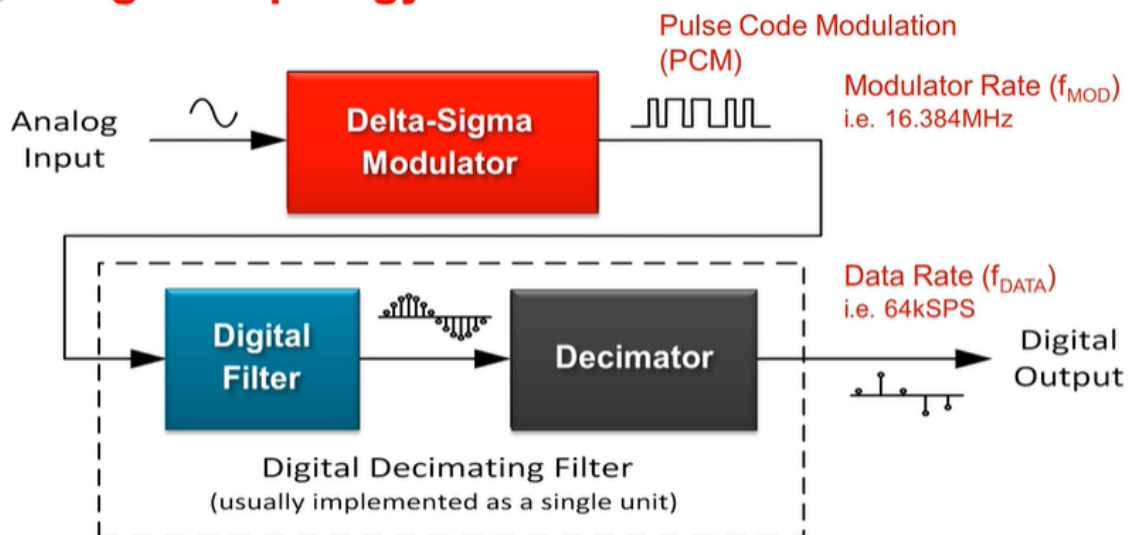 Pulse Code Modulation
(PCM)
Modulator Rate (fMOD)
i.e. 16.384MHz
Analog
Input
Delta-Sigma
Modulator
Data Rate (fDATA)
i.e. 64kSPS
Digital
Filter
Decimator
Digital
Output
Digital Decimating Filter
(usually implemented as a single unit)